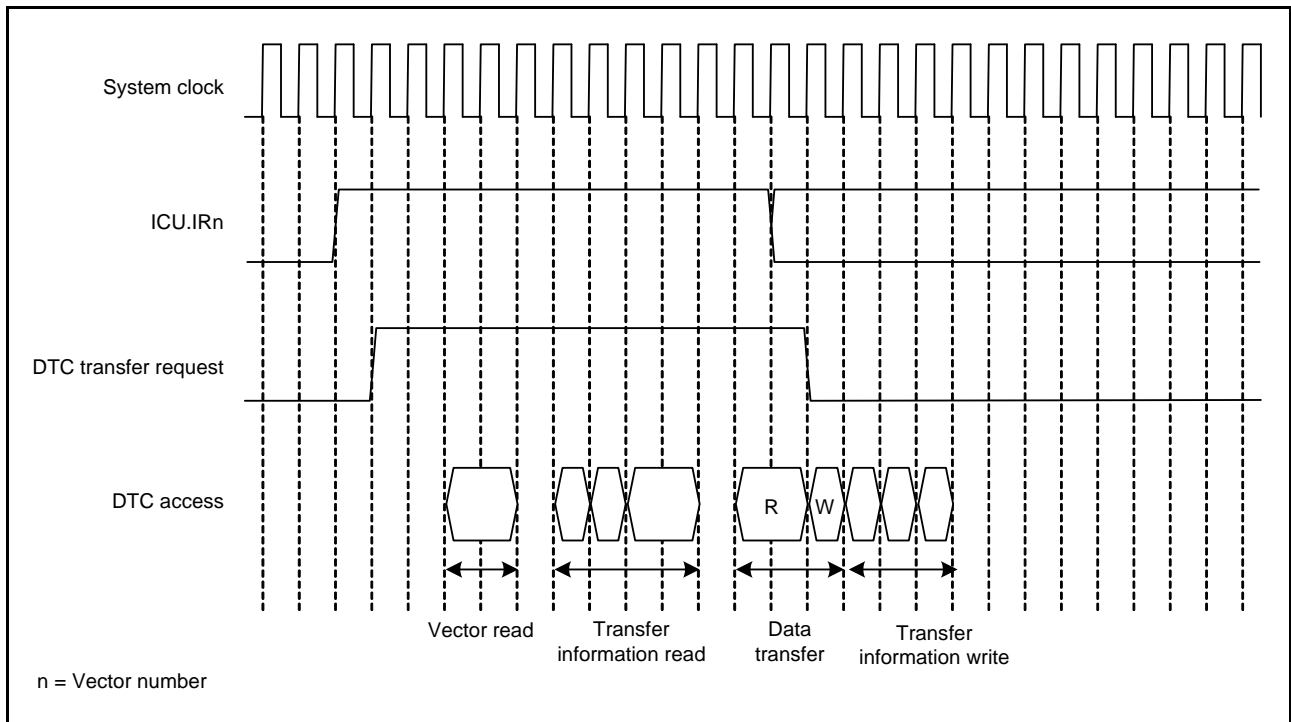 System clock
ICU.IRn
DTC transfer request
DTC access
R
W
Vector read
Transfer
information read
Data
transfer
Transfer
information write
n = Vector number